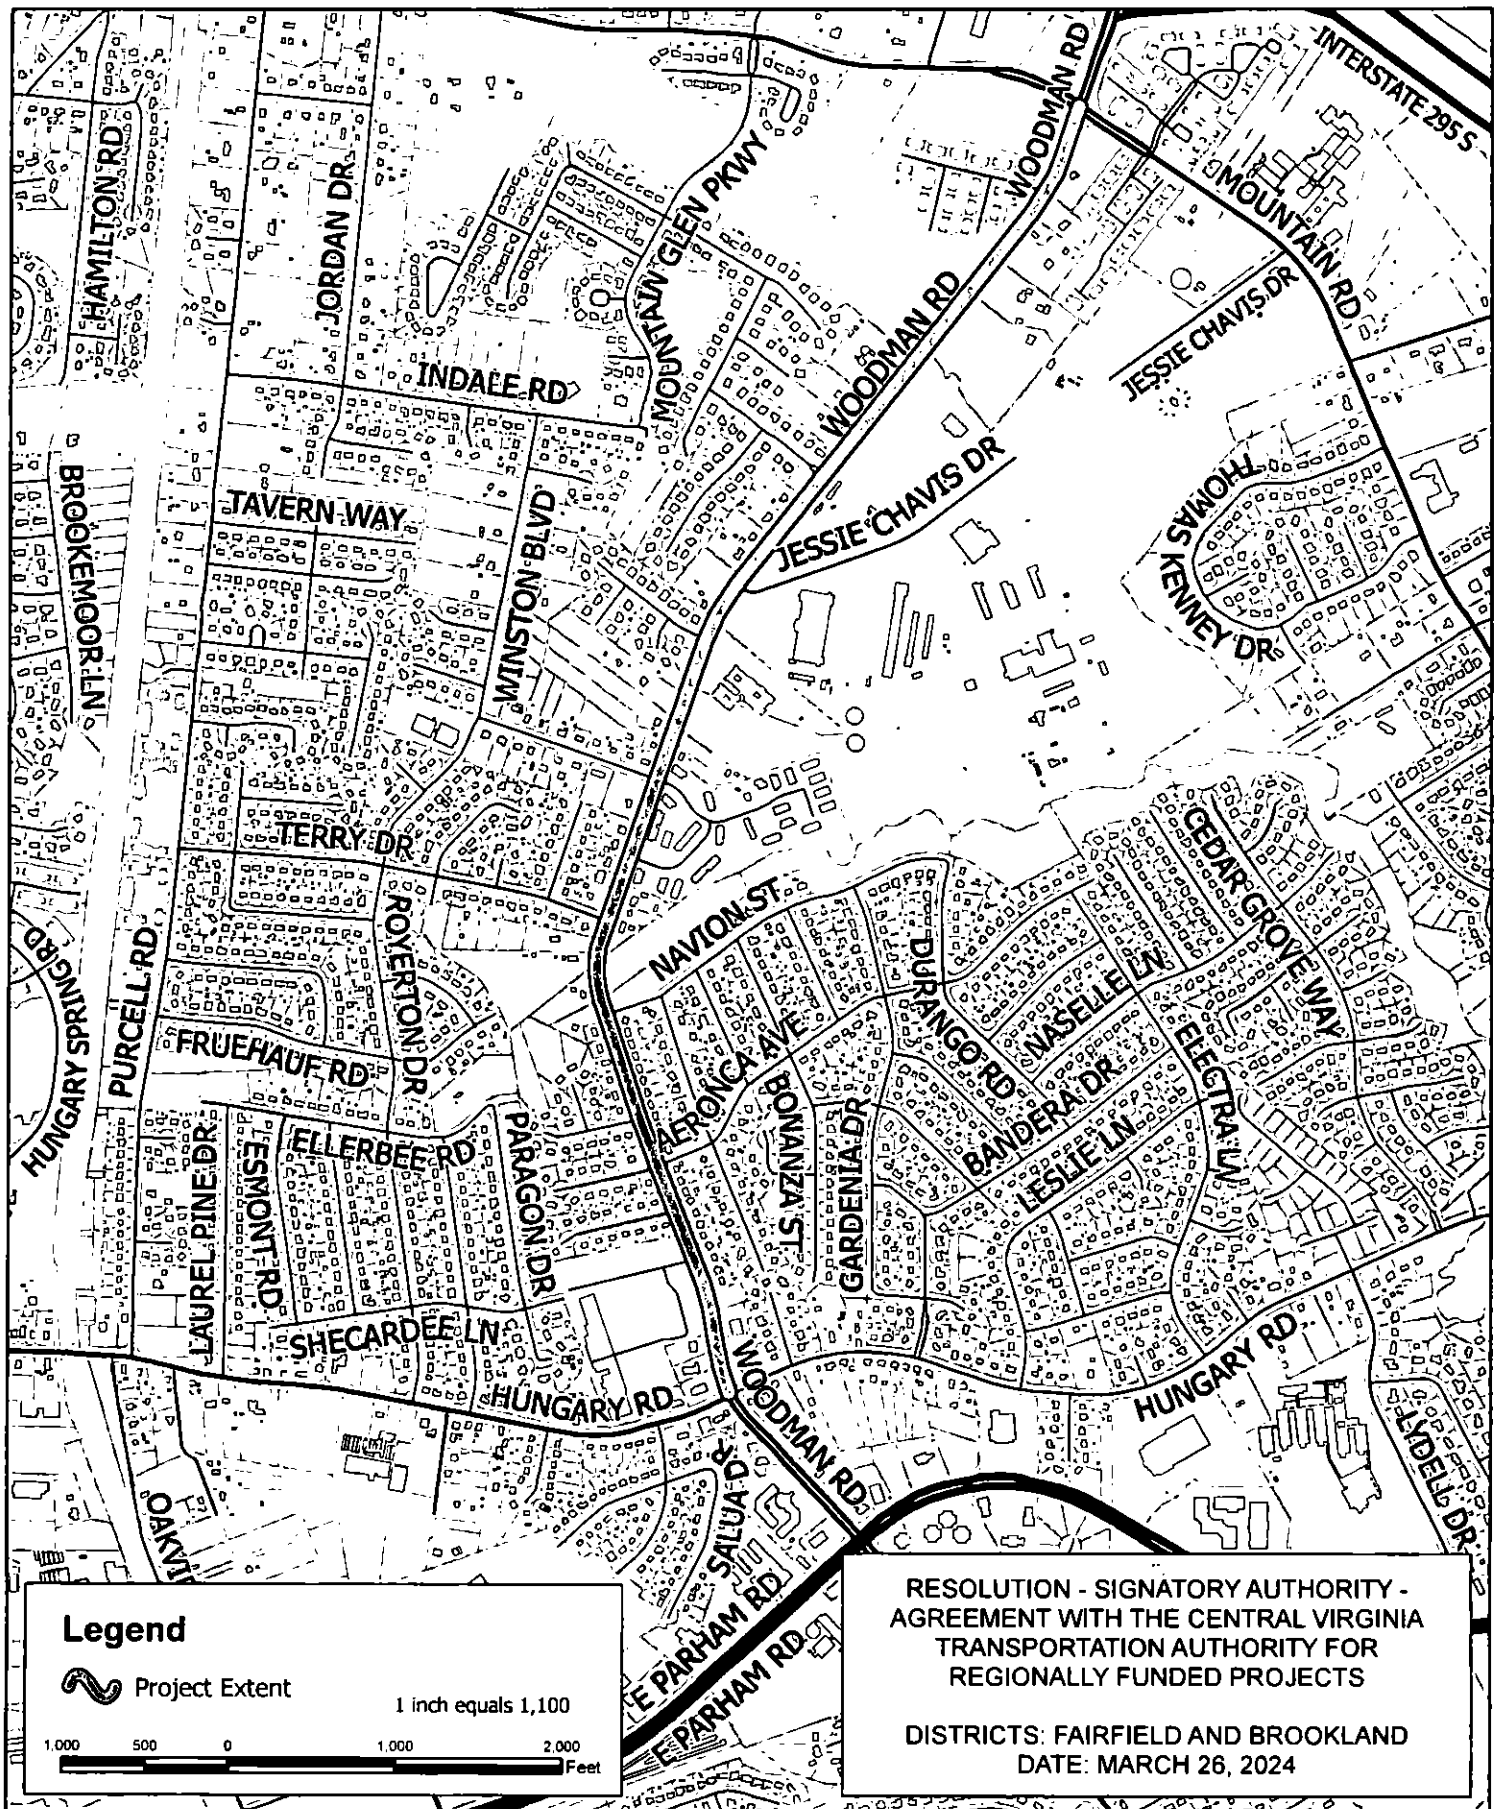 WOODMAN RD
INTERSTATE 295 S
HAMILTON RD
JORDAN DR
MOUNTAIN GLEN PKWY
WOODMAN RD
MOUNTAIN RD
JESSIE CHAVIS DR
WOODMAN RD
INDALE RD
JESSIE CHAVIS DR
THOMAS KENNEY DR
BROOKEMOOR LN
TAVERN WAY
WINSTON BLVD
TERRY DR
CEDAR GROVE WAY
NAVION ST
ROYERTON DR
DURANGO RD
NASELLE LN
HUNGARY SPRING RD
PURCELL RD
FRUEHAUF RD
AERONCA AVE
BONANZA ST
GARDENIA DR
BANDERA DR
LESLIE LN
ELECTRA LN
LAUREL PINE DR
ESMONT RD
ELLERBEE RD
PARAGON DR
SHECARDEE LN
HUNGARY RD
WOODMAN RD
HUNGARY RD
LYDELL DR
SALUA DR
OAKVI
E PARHAM RD
E PARHAM RD
Legend
Project Extent
1 inch equals 1,100
1,000 500 0 1,000 2,000
Feet
RESOLUTION - SIGNATORY AUTHORITY -
AGREEMENT WITH THE CENTRAL VIRGINIA
TRANSPORTATION AUTHORITY FOR
REGIONALLY FUNDED PROJECTS
DISTRICTS: FAIRFIELD AND BROOKLAND
DATE: MARCH 26, 2024